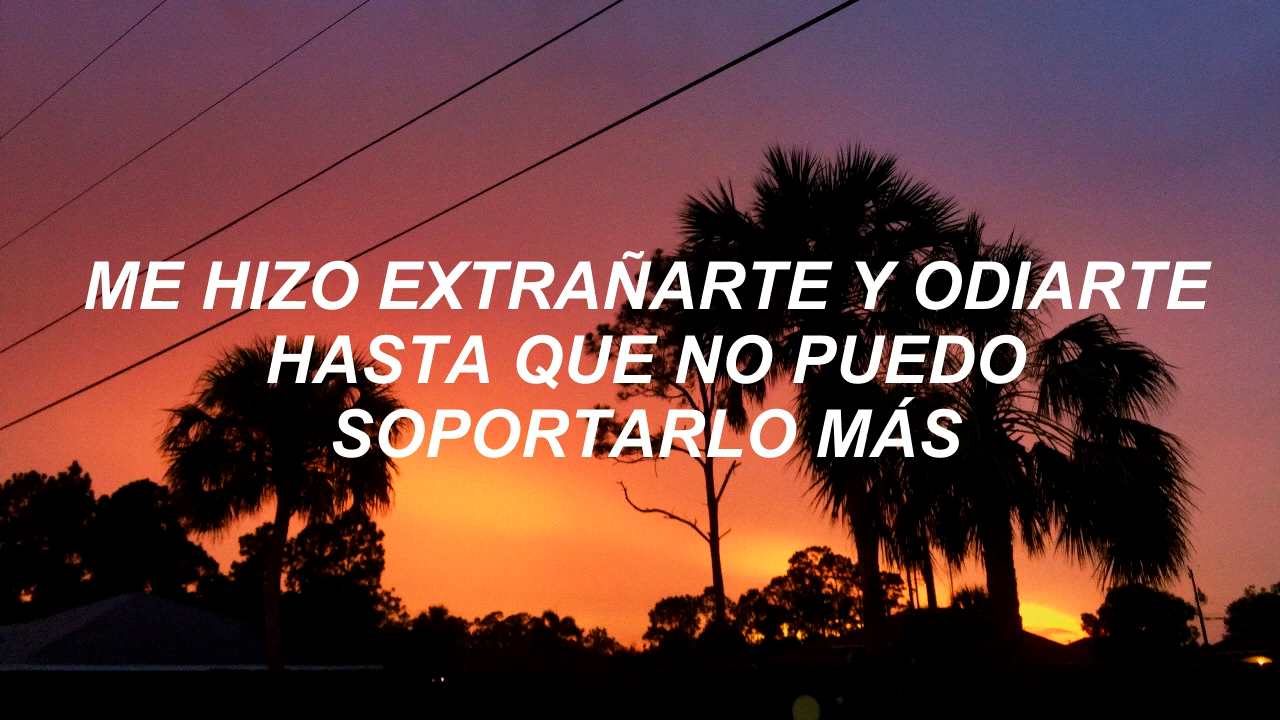 ME HIZO EXTRAÑARTE Y ODIARTE
HASTA QUE NO PUEDO
SOPORTARLO MÁS